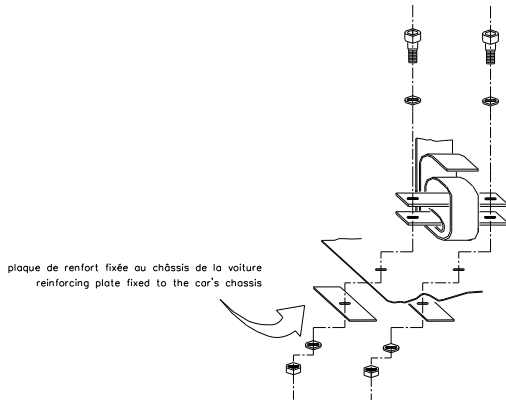 plaque de renfort fixée au châssis de la voiture
reinforcing plate fixed to the car's chassis